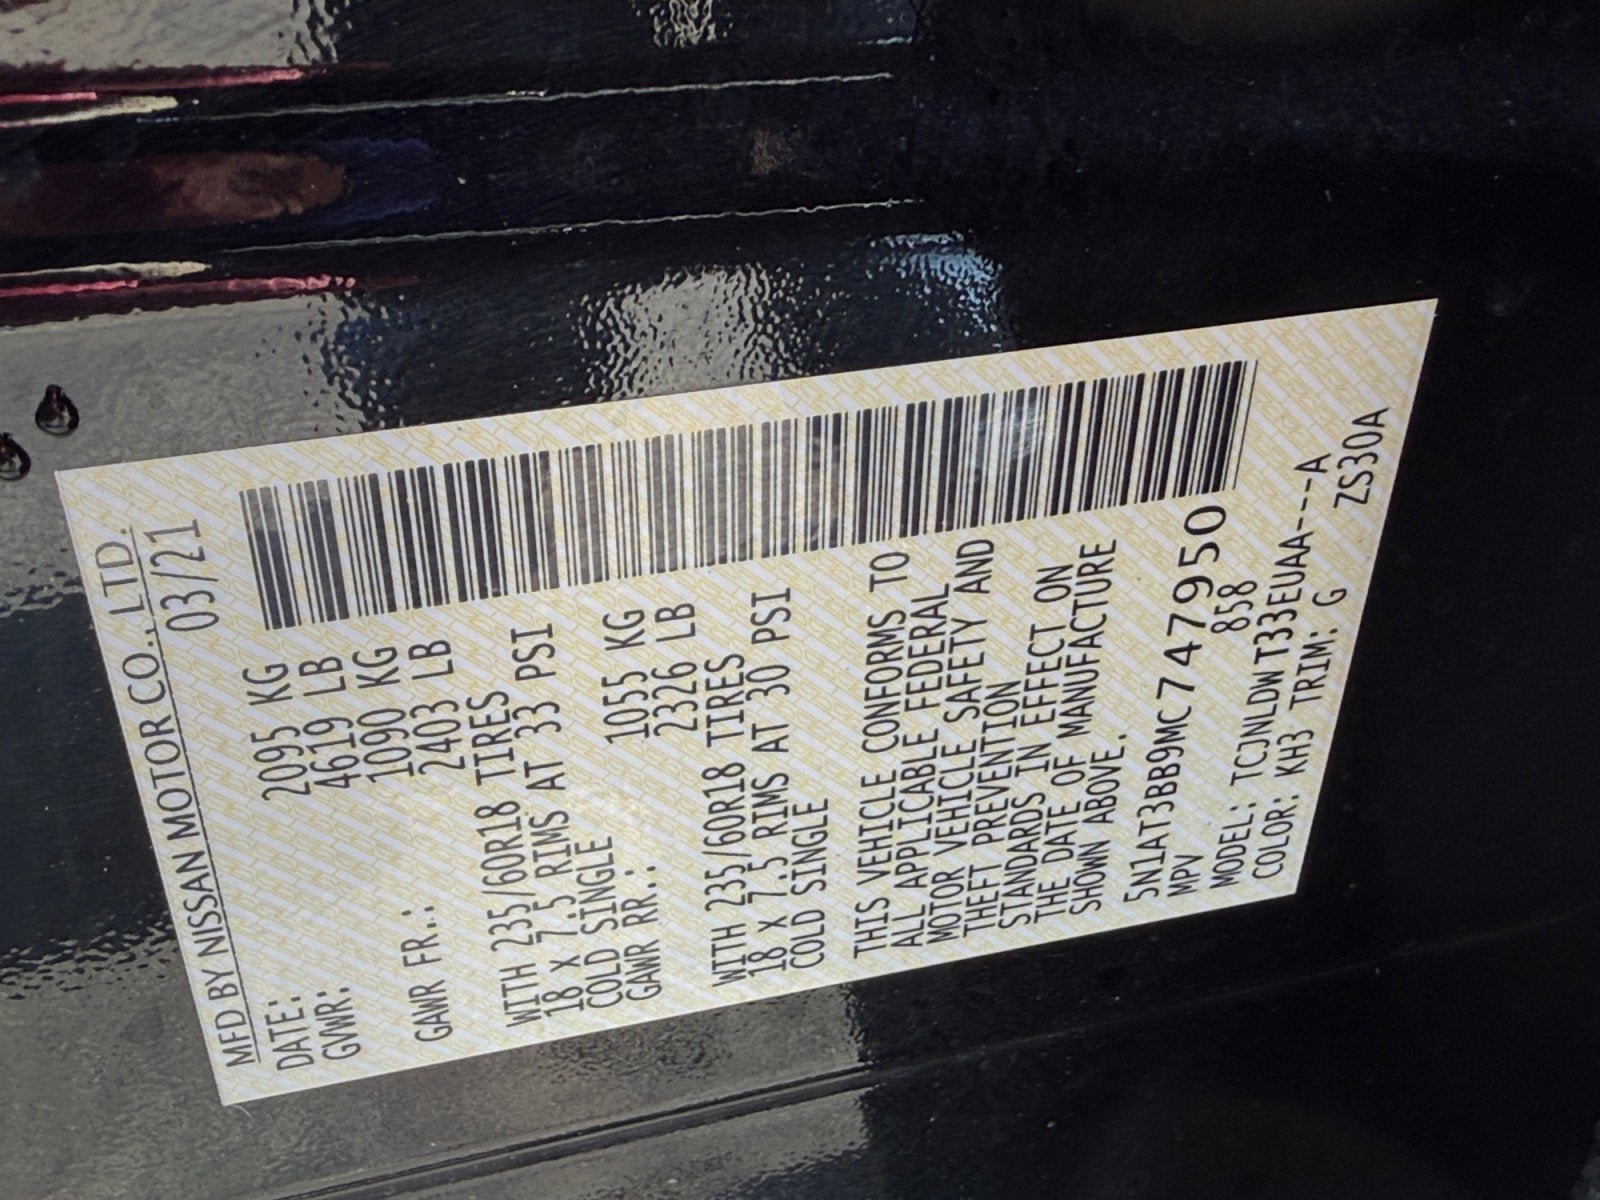 MFD BY NISSAN MOTOR CO., LTD.
DATE: 03/21
GVWR: 2095 KG
4619 LB
GAWR FR.: 1090 KG
2403 LB
WITH 235/60R18 TIRES
18 X 7.5 RIMS AT 33 PSI
COLD SINGLE
GAWR RR.: 1055 KG
2326 LB
WITH 235/60R18 TIRES
18 X 7.5 RIMS AT 30 PSI
COLD SINGLE
THIS VEHICLE CONFORMS TO
ALL APPLICABLE FEDERAL
MOTOR VEHICLE SAFETY AND
THEFT PREVENTION
STANDARDS IN EFFECT ON
THE DATE OF MANUFACTURE
SHOWN ABOVE.
5N1AT3BB9MC747950
MPV 858
MODEL: TCJNLDWT33EUAA---A
COLOR: KH3 TRIM: G
ZS30A